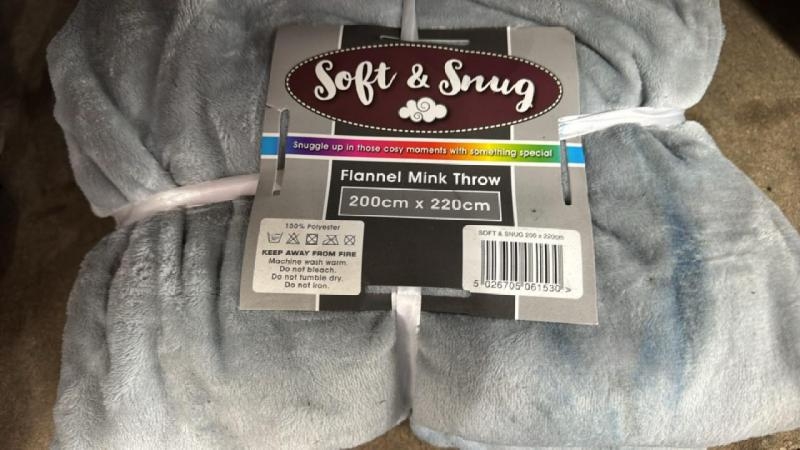 Soft & Snug
Snuggle up in those cosy moments with something special
Flannel Mink Throw
200cm x 220cm
100% Polyester
KEEP AWAY FROM FIRE
Machine wash warm.
Do not bleach.
Do not tumble dry.
Do not iron.
SOFT & SNUG 200 x 220cm
5 026705 061530 >